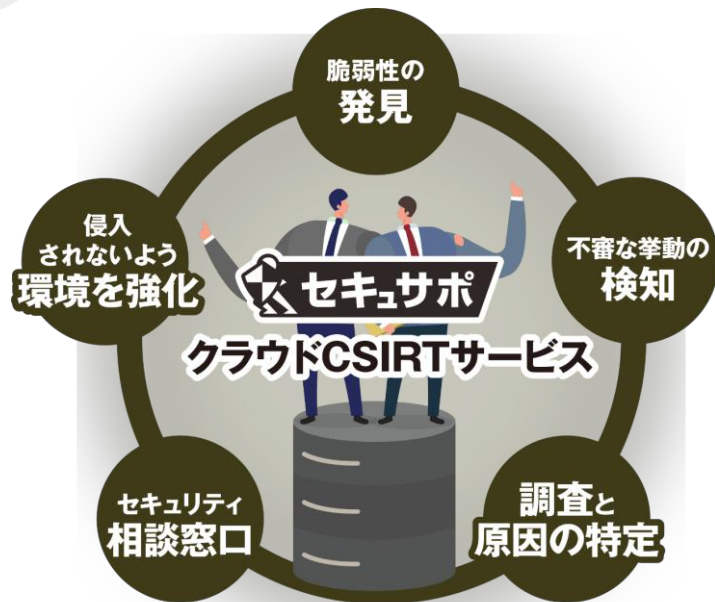 脆弱性の
発見
侵入
されないよう
環境を強化
不審な挙動の
検知
セキュサポ
クラウドCSIRTサービス
セキュリティ
相談窓口
調査と
原因の特定